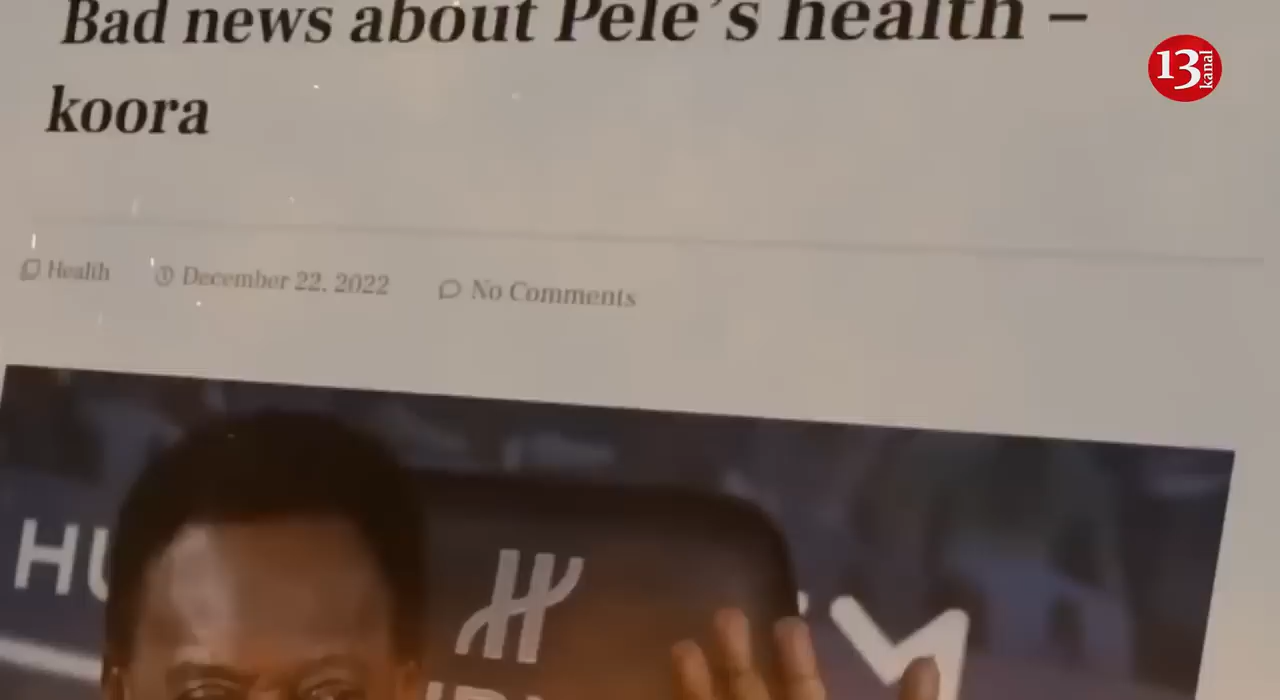 Bad news about Pele's health –
koora
13 kanal
Health
December 22, 2022
No Comments